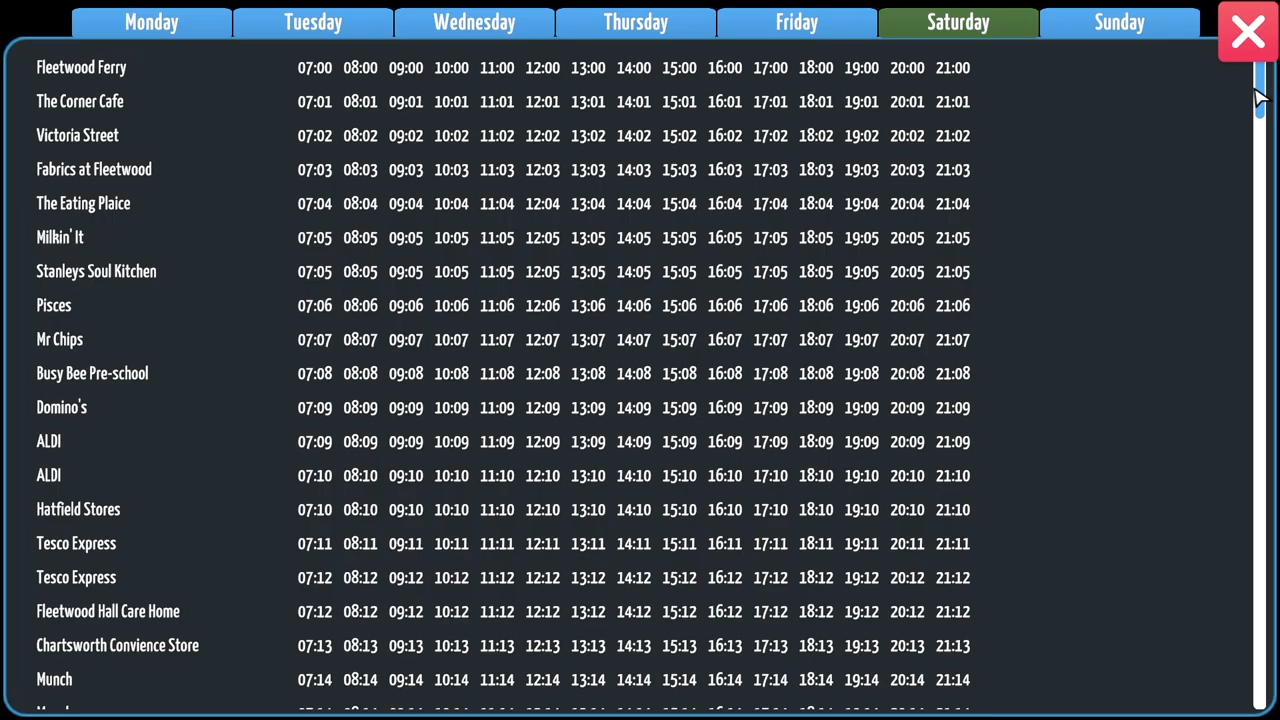 Monday Tuesday Wednesday Thursday Friday Saturday Sunday
Fleetwood Ferry 07:00 08:00 09:00 10:00 11:00 12:00 13:00 14:00 15:00 16:00 17:00 18:00 19:00 20:00 21:00
The Corner Cafe 07:01 08:01 09:01 10:01 11:01 12:01 13:01 14:01 15:01 16:01 17:01 18:01 19:01 20:01 21:01
Victoria Street 07:02 08:02 09:02 10:02 11:02 12:02 13:02 14:02 15:02 16:02 17:02 18:02 19:02 20:02 21:02
Fabrics at Fleetwood 07:03 08:03 09:03 10:03 11:03 12:03 13:03 14:03 15:03 16:03 17:03 18:03 19:03 20:03 21:03
The Eating Plaice 07:04 08:04 09:04 10:04 11:04 12:04 13:04 14:04 15:04 16:04 17:04 18:04 19:04 20:04 21:04
Milkin' It 07:05 08:05 09:05 10:05 11:05 12:05 13:05 14:05 15:05 16:05 17:05 18:05 19:05 20:05 21:05
Stanleys Soul Kitchen 07:05 08:05 09:05 10:05 11:05 12:05 13:05 14:05 15:05 16:05 17:05 18:05 19:05 20:05 21:05
Pisces 07:06 08:06 09:06 10:06 11:06 12:06 13:06 14:06 15:06 16:06 17:06 18:06 19:06 20:06 21:06
Mr Chips 07:07 08:07 09:07 10:07 11:07 12:07 13:07 14:07 15:07 16:07 17:07 18:07 19:07 20:07 21:07
Busy Bee Pre-school 07:08 08:08 09:08 10:08 11:08 12:08 13:08 14:08 15:08 16:08 17:08 18:08 19:08 20:08 21:08
Domino's 07:09 08:09 09:09 10:09 11:09 12:09 13:09 14:09 15:09 16:09 17:09 18:09 19:09 20:09 21:09
ALDI 07:09 08:09 09:09 10:09 11:09 12:09 13:09 14:09 15:09 16:09 17:09 18:09 19:09 20:09 21:09
ALDI 07:10 08:10 09:10 10:10 11:10 12:10 13:10 14:10 15:10 16:10 17:10 18:10 19:10 20:10 21:10
Hatfield Stores 07:10 08:10 09:10 10:10 11:10 12:10 13:10 14:10 15:10 16:10 17:10 18:10 19:10 20:10 21:10
Tesco Express 07:11 08:11 09:11 10:11 11:11 12:11 13:11 14:11 15:11 16:11 17:11 18:11 19:11 20:11 21:11
Tesco Express 07:12 08:12 09:12 10:12 11:12 12:12 13:12 14:12 15:12 16:12 17:12 18:12 19:12 20:12 21:12
Fleetwood Hall Care Home 07:12 08:12 09:12 10:12 11:12 12:12 13:12 14:12 15:12 16:12 17:12 18:12 19:12 20:12 21:12
Chartsworth Convience Store 07:13 08:13 09:13 10:13 11:13 12:13 13:13 14:13 15:13 16:13 17:13 18:13 19:13 20:13 21:13
Munch 07:14 08:14 09:14 10:14 11:14 12:14 13:14 14:14 15:14 16:14 17:14 18:14 19:14 20:14 21:14